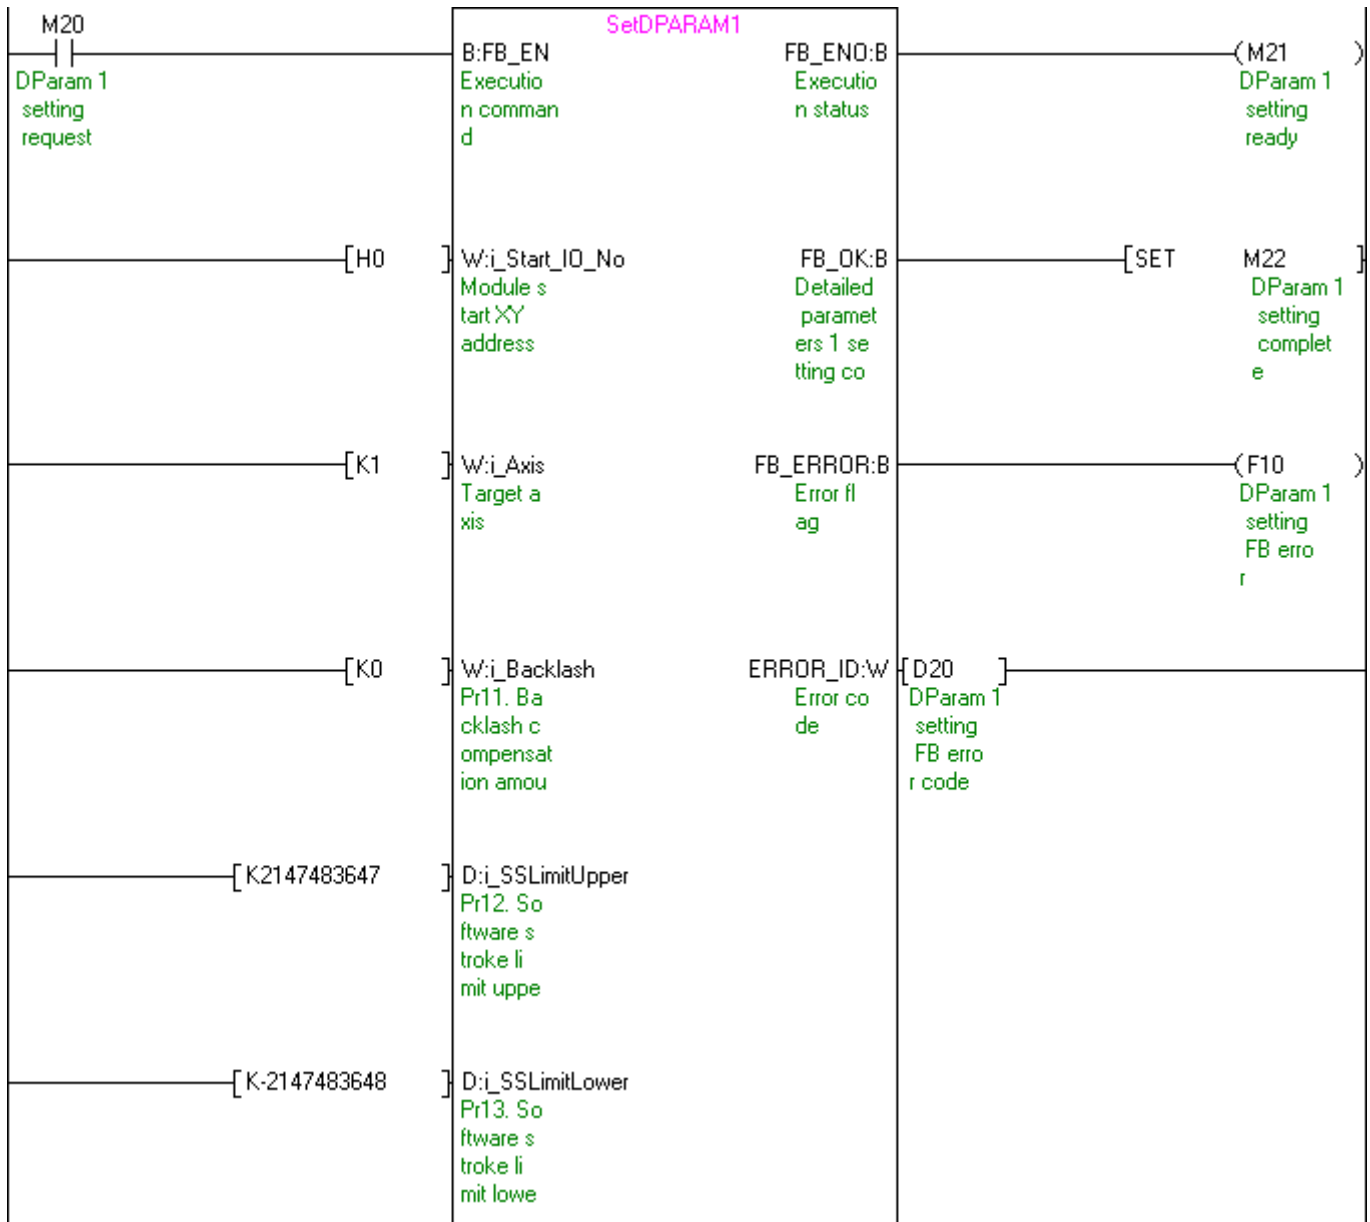 M20
SetDPARAM1
B:FB_EN
FB_ENO:B
(M21 )
DParam 1
setting
request
Executio
n comman
d
Executio
n status
DParam 1
setting
ready
[H0 ]
W:i_Start_IO_No
FB_OK:B
[SET M22 ]
Module s
tart XY
address
Detailed
paramet
ers 1 se
tting co
DParam 1
setting
complet
e
[K1 ]
W:i_Axis
FB_ERROR:B
(F10 )
Target a
xis
Error fl
ag
DParam 1
setting
FB erro
r
[K0 ]
W:i_Backlash
ERROR_ID:W
[D20 ]
Pr11. Ba
cklash c
ompensat
ion amou
Error co
de
DParam 1
setting
FB erro
r code
[K2147483647 ]
D:i_SSLimitUpper
Pr12. So
ftware s
troke li
mit uppe
[K-2147483648 ]
D:i_SSLimitLower
Pr13. So
ftware s
troke li
mit lowe